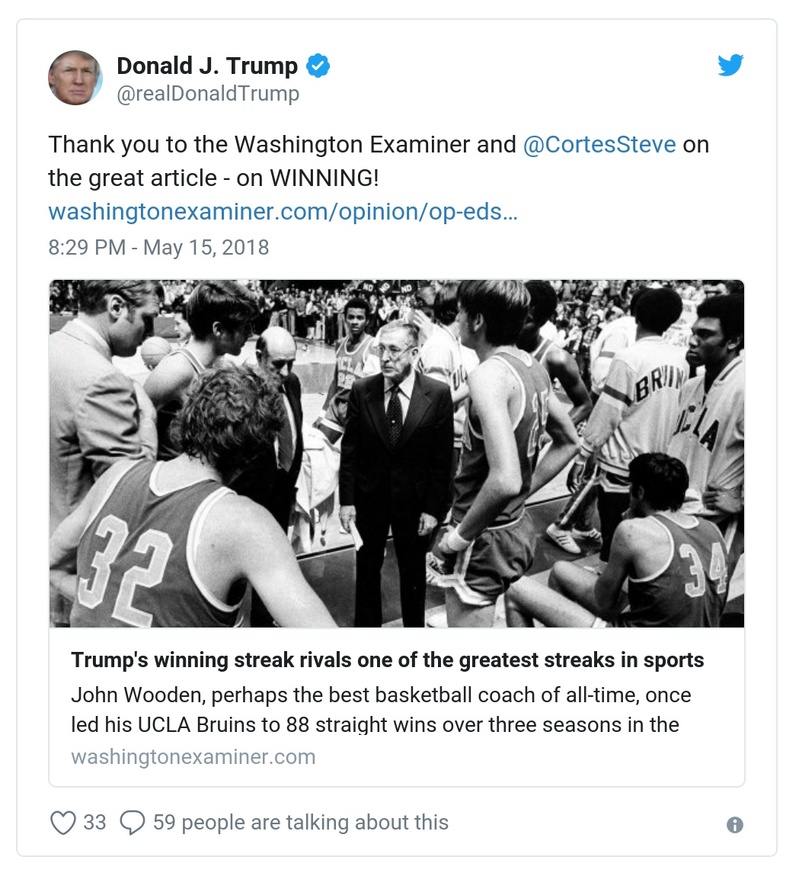 Donald J. Trump
@realDonaldTrump
Thank you to the Washington Examiner and @CortesSteve on
the great article - on WINNING!
washingtonexaminer.com/opinion/op-eds…
8:29 PM - May 15, 2018
ND ND ND
BRUIN
UCLA
32
34
Trump's winning streak rivals one of the greatest streaks in sports
John Wooden, perhaps the best basketball coach of all-time, once
led his UCLA Bruins to 88 straight wins over three seasons in the
washingtonexaminer.com
33 59 people are talking about this